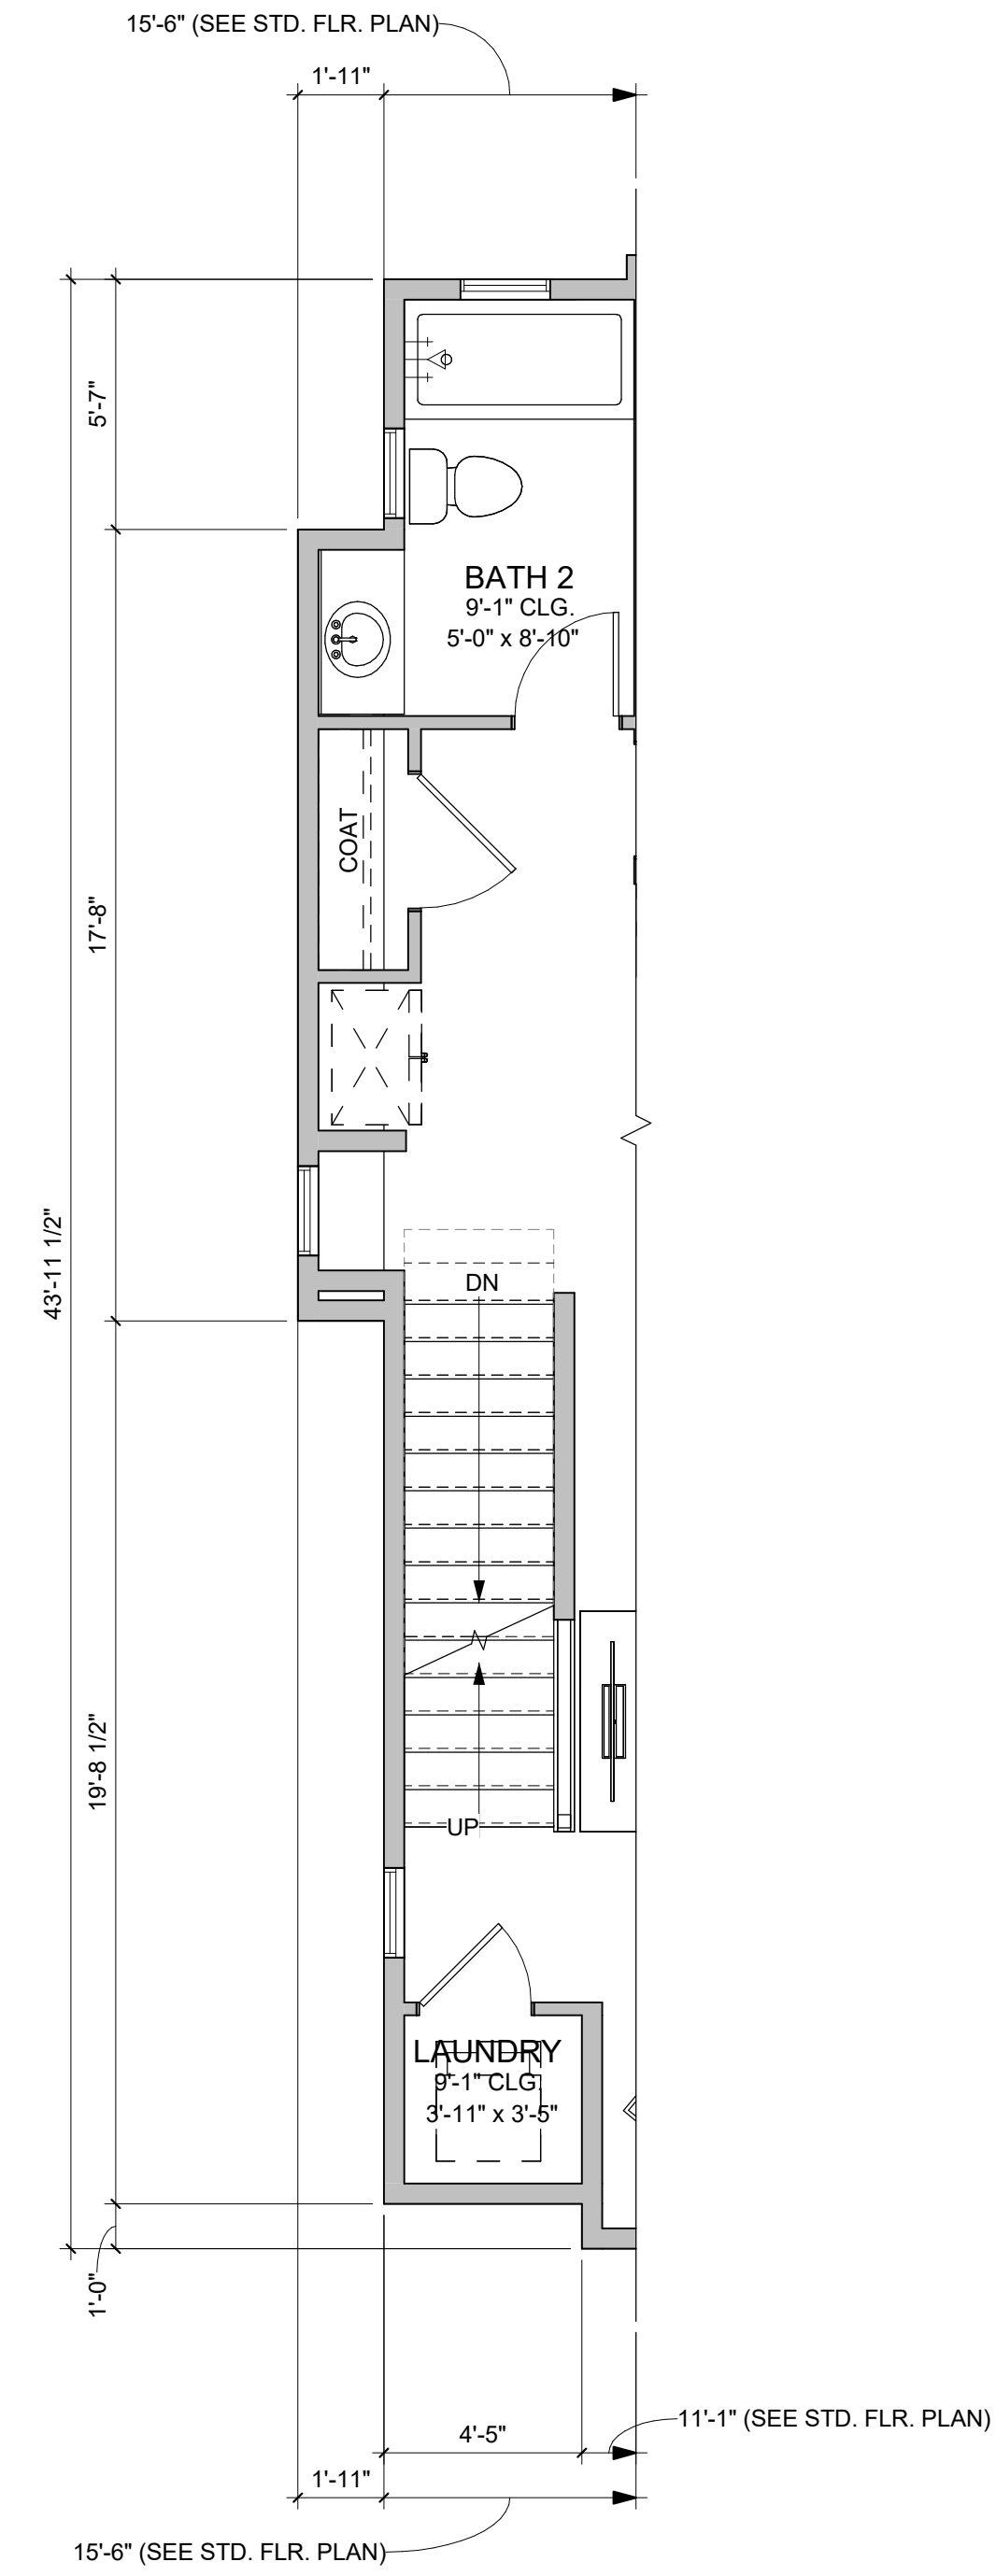 15'-6" (SEE STD. FLR. PLAN)
1'-11"
5'-7"
BATH 2
9'-1" CLG.
5'-0" x 8'-10"
COAT
17'-8"
43'-11 1/2"
DN
19'-8 1/2"
UP
LAUNDRY
9'-1" CLG.
3'-11" x 3'-5"
1'-0"
11'-1" (SEE STD. FLR. PLAN)
4'-5"
1'-11"
15'-6" (SEE STD. FLR. PLAN)